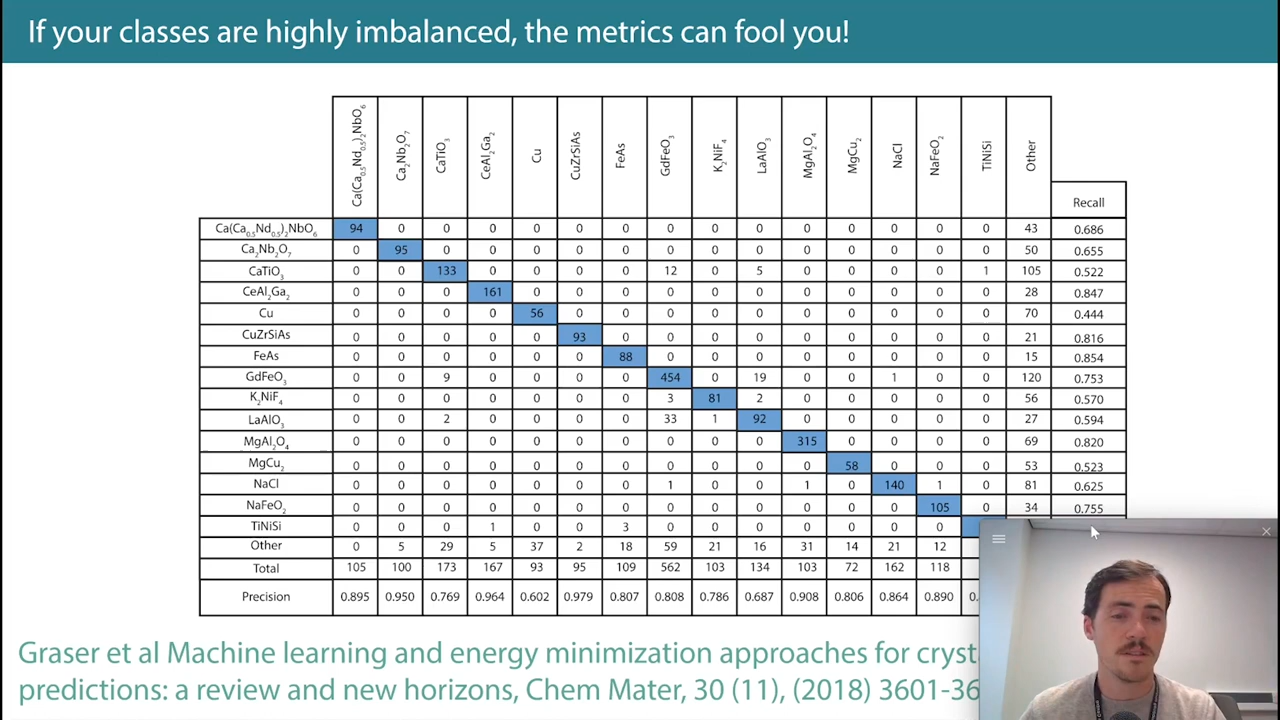 If your classes are highly imbalanced, the metrics can fool you!
Ca(Ca0.5Nd0.5)2NbO6 Ca2Nb2O7 CaTiO3 CeAl2Ga2 Cu CuZrSiAs FeAs GdFeO3 K2NiF4 LaAlO3 MgAl2O4 MgCu2 NaCl NaFeO2 TiNiSi Other
Recall
Ca(Ca0.5Nd0.5)2NbO6 94 0 0 0 0 0 0 0 0 0 0 0 0 0 0 43 0.686
Ca2Nb2O7 0 95 0 0 0 0 0 0 0 0 0 0 0 0 0 50 0.655
CaTiO3 0 0 133 0 0 0 0 12 0 5 0 0 0 0 1 105 0.522
CeAl2Ga2 0 0 0 161 0 0 0 0 0 0 0 0 0 0 0 28 0.847
Cu 0 0 0 0 56 0 0 0 0 0 0 0 0 0 0 70 0.444
CuZrSiAs 0 0 0 0 0 93 0 0 0 0 0 0 0 0 0 21 0.816
FeAs 0 0 0 0 0 0 88 0 0 0 0 0 0 0 0 15 0.854
GdFeO3 0 0 9 0 0 0 0 454 0 19 0 0 1 0 0 120 0.753
K2NiF4 0 0 0 0 0 0 0 3 81 2 0 0 0 0 0 56 0.570
LaAlO3 0 0 2 0 0 0 0 33 1 92 0 0 0 0 0 27 0.594
MgAl2O4 0 0 0 0 0 0 0 0 0 0 315 0 0 0 0 69 0.820
MgCu2 0 0 0 0 0 0 0 0 0 0 0 58 0 0 0 53 0.523
NaCl 0 0 0 0 0 0 0 1 0 0 1 0 140 1 0 81 0.625
NaFeO2 0 0 0 0 0 0 0 0 0 0 0 0 0 105 0 34 0.755
TiNiSi 0 0 0 1 0 0 3 0 0 0 0 0 0 0
Other 0 5 29 5 37 2 18 59 21 16 31 14 21 12
Total 105 100 173 167 93 95 109 562 103 134 103 72 162 118
Precision 0.895 0.950 0.769 0.964 0.602 0.979 0.807 0.808 0.786 0.687 0.908 0.806 0.864 0.890 0.
Graser et al Machine learning and energy minimization approaches for cryst
predictions: a review and new horizons, Chem Mater, 30 (11), (2018) 3601-36